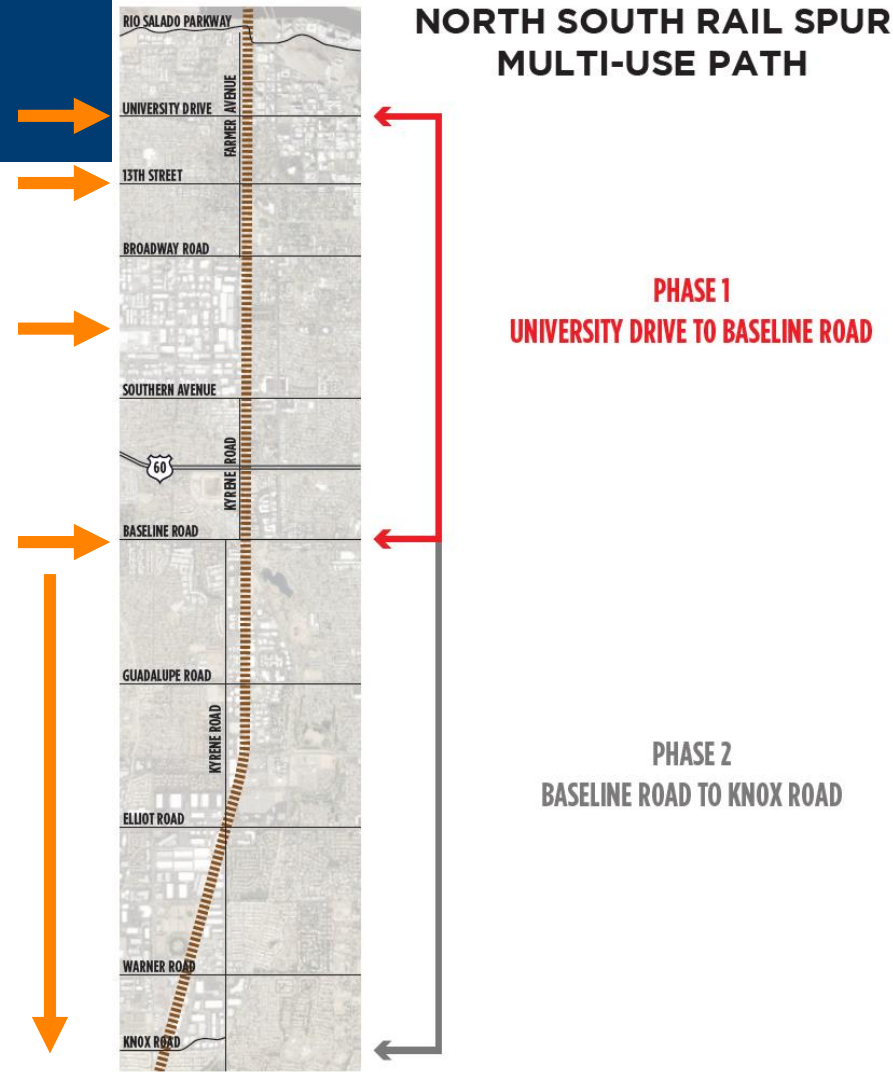 NORTH SOUTH RAIL SPUR
MULTI-USE PATH
RIO SALADO PARKWAY
FARMER AVENUE
UNIVERSITY DRIVE
13TH STREET
BROADWAY ROAD
PHASE 1
UNIVERSITY DRIVE TO BASELINE ROAD
SOUTHERN AVENUE
KYRENE ROAD
60
BASELINE ROAD
GUADALUPE ROAD
KYRENE ROAD
PHASE 2
BASELINE ROAD TO KNOX ROAD
ELLIOT ROAD
WARNER ROAD
KNOX ROAD